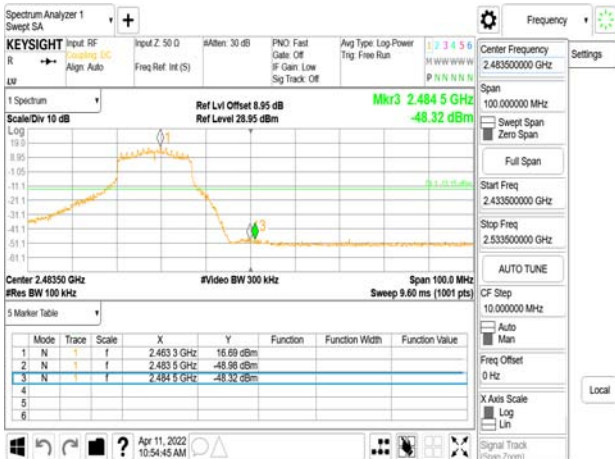 Spectrum Analyzer 1
Swept SA
+
Frequency
KEYSIGHT
Input: RF
Coupling: DC
Align: Auto
Input Z: 50 Ω
Freq Ref: Int (S)
#Atten: 30 dB
PNO: Fast
Gate: Off
IF Gain: Low
Sig Track: Off
Avg Type: Log-Power
Trig: Free Run
1 2 3 4 5 6
M W W W W W
P N N N N N
R
LXI
1 Spectrum
Scale/Div 10 dB
Ref Lvl Offset 8.95 dB
Ref Level 28.95 dBm
Mkr3 2.484 5 GHz
-48.32 dBm
Log
19.0
8.95
-1.05
-11.1
-21.1
-31.1
-41.1
-51.1
-61.1
1
3
Center 2.48350 GHz
#Res BW 100 kHz
#Video BW 300 kHz
Span 100.0 MHz
Sweep 9.60 ms (1001 pts)
5 Marker Table
Mode Trace Scale X Y Function Function Width Function Value
1 N 1 f 2.463 3 GHz 16.69 dBm
2 N 1 f 2.483 5 GHz -48.98 dBm
3 N 1 f 2.484 5 GHz -48.32 dBm
4
5
6
?
Apr 11, 2022
10:54:45 AM
Center Frequency
2.483500000 GHz
Span
100.000000 MHz
Swept Span
Zero Span
Full Span
Start Freq
2.433500000 GHz
Stop Freq
2.533500000 GHz
AUTO TUNE
CF Step
10.000000 MHz
Auto
Man
Freq Offset
0 Hz
X Axis Scale
Log
Lin
Signal Track
(Span Zoom)
Settings
Local